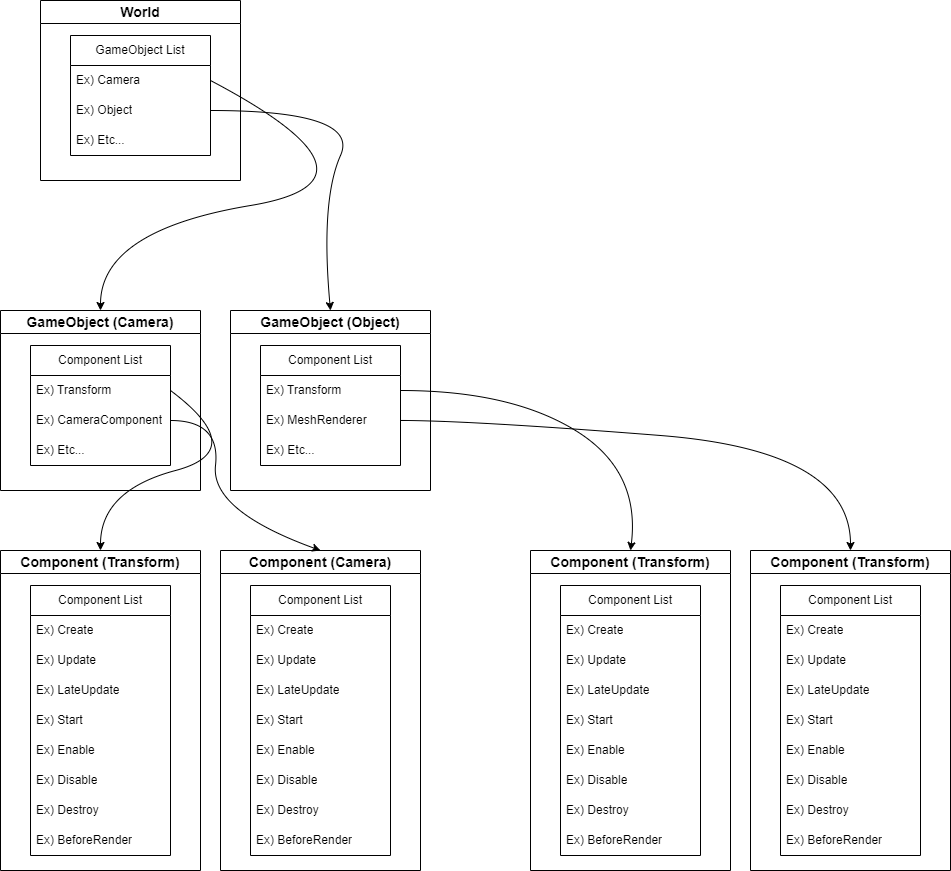 World
GameObject List
Ex) Camera
Ex) Object
Ex) Etc...
GameObject (Camera)
Component List
Ex) Transform
Ex) CameraComponent
Ex) Etc...
GameObject (Object)
Component List
Ex) Transform
Ex) MeshRenderer
Ex) Etc...
Component (Transform)
Component List
Ex) Create
Ex) Update
Ex) LateUpdate
Ex) Start
Ex) Enable
Ex) Disable
Ex) Destroy
Ex) BeforeRender
Component (Camera)
Component List
Ex) Create
Ex) Update
Ex) LateUpdate
Ex) Start
Ex) Enable
Ex) Disable
Ex) Destroy
Ex) BeforeRender
Component (Transform)
Component List
Ex) Create
Ex) Update
Ex) LateUpdate
Ex) Start
Ex) Enable
Ex) Disable
Ex) Destroy
Ex) BeforeRender
Component (Transform)
Component List
Ex) Create
Ex) Update
Ex) LateUpdate
Ex) Start
Ex) Enable
Ex) Disable
Ex) Destroy
Ex) BeforeRender